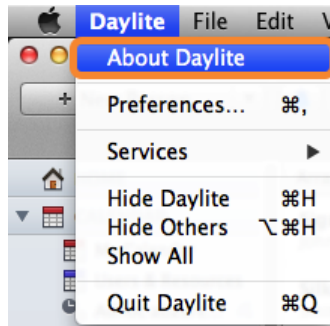 Daylite File Edit
About Daylite
Preferences... ⌘,
Services ▶
Hide Daylite ⌘H
Hide Others ⌥⌘H
Show All
Quit Daylite ⌘Q